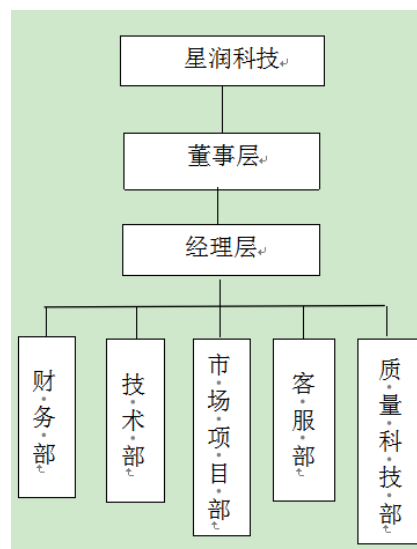 星润科技
董事层
经理层
财务部
技术部
市场项目部
客服部
质量科技部